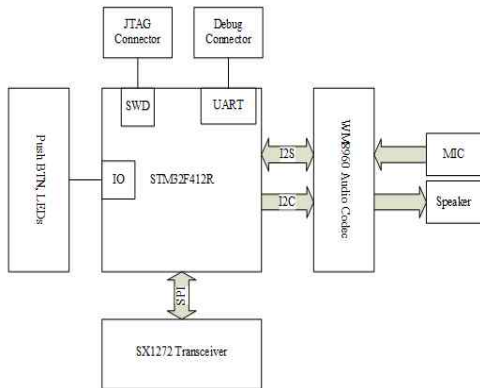 JTAG
Connector
Debug
Connector
SWD
UART
Push BTN, LEDs
IO
STM32F412R
I2S
I2C
WM8960 Audio Codec
MIC
Speaker
SPI
SX1272 Transceiver